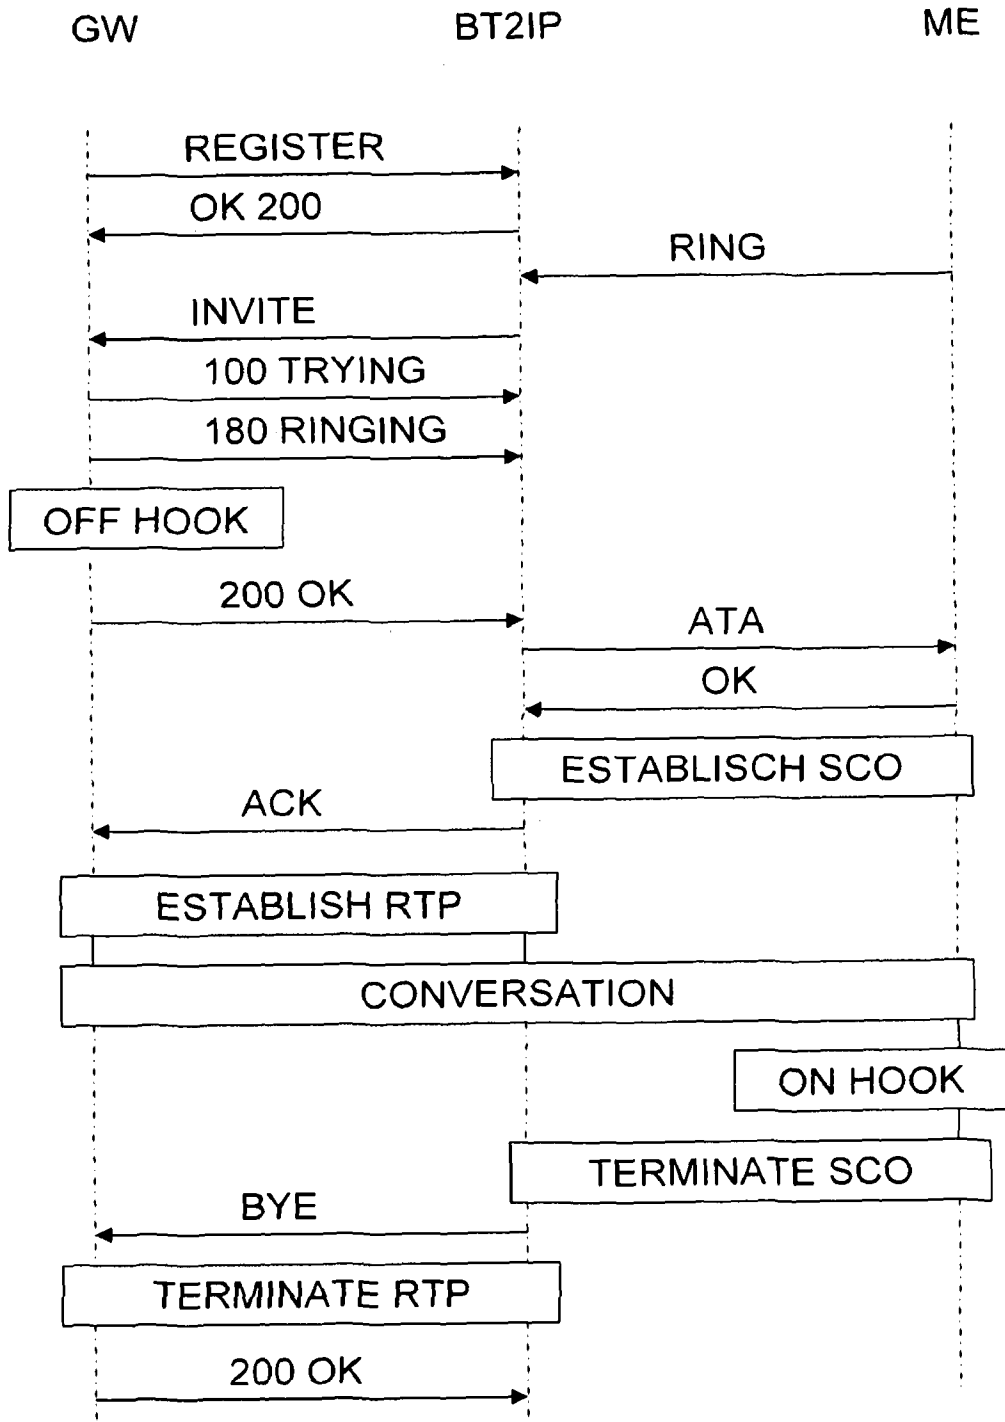 GW
BT2IP
ME
REGISTER
OK 200
RING
INVITE
100 TRYING
180 RINGING
OFF HOOK
200 OK
ATA
OK
ESTABLISCH SCO
ACK
ESTABLISH RTP
CONVERSATION
ON HOOK
TERMINATE SCO
BYE
TERMINATE RTP
200 OK